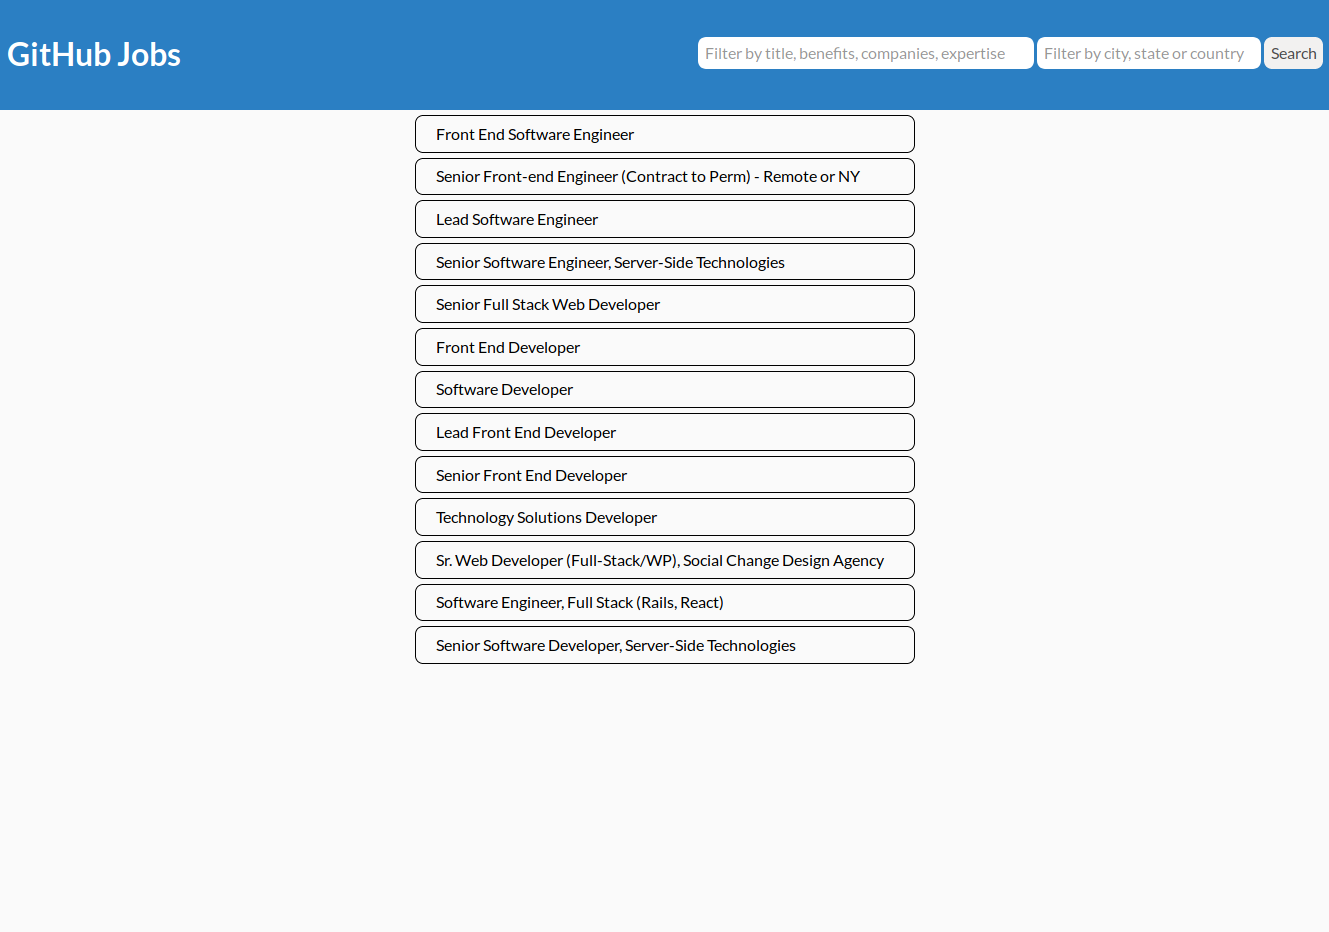 GitHub Jobs
Filter by title, benefits, companies, expertise
Filter by city, state or country
Search
Front End Software Engineer
Senior Front-end Engineer (Contract to Perm) - Remote or NY
Lead Software Engineer
Senior Software Engineer, Server-Side Technologies
Senior Full Stack Web Developer
Front End Developer
Software Developer
Lead Front End Developer
Senior Front End Developer
Technology Solutions Developer
Sr. Web Developer (Full-Stack/WP), Social Change Design Agency
Software Engineer, Full Stack (Rails, React)
Senior Software Developer, Server-Side Technologies